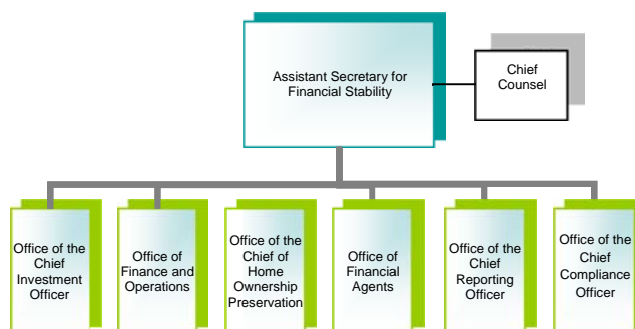 Assistant Secretary for
Financial Stability
Chief
Counsel
Office of the
Chief
Investment
Officer
Office of
Finance and
Operations
Office of the
Chief of
Home
Ownership
Preservation
Office of
Financial
Agents
Office of the
Chief
Reporting
Officer
Office of the
Chief
Compliance
Officer